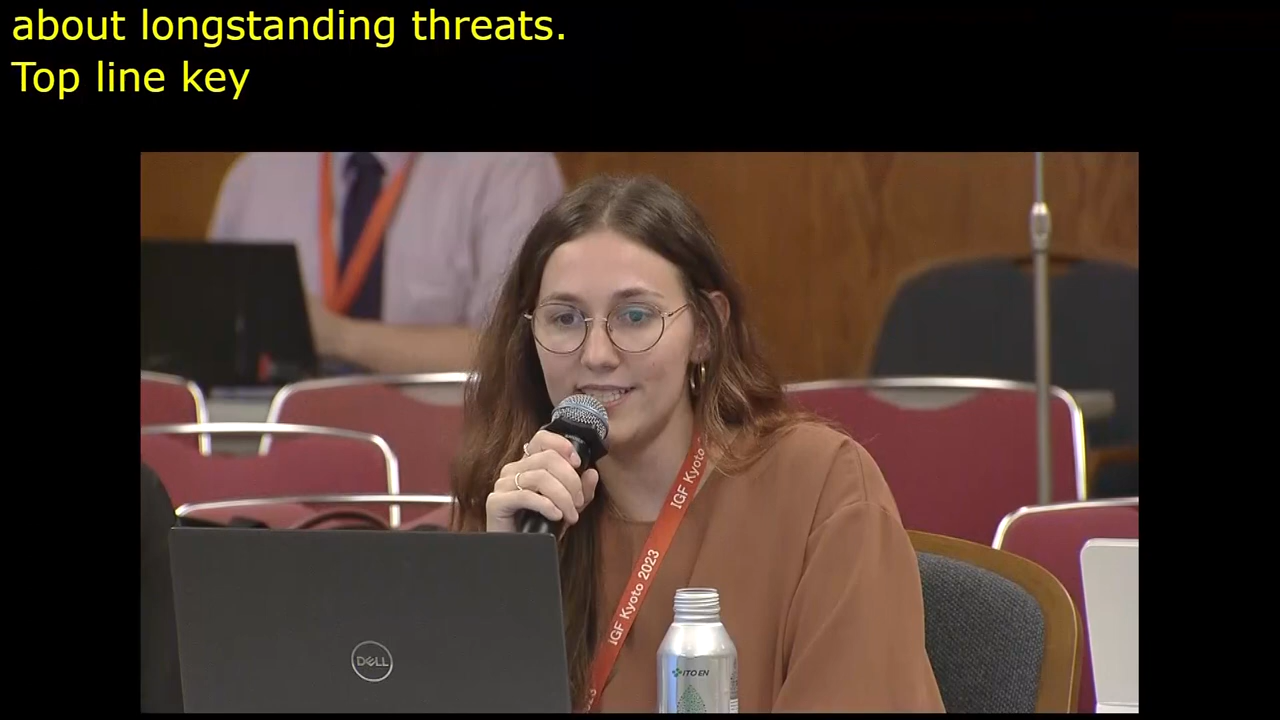 about longstanding threats.
Top line key
IGF Kyoto
IGF Kyoto 2023
DELL
ITO EN